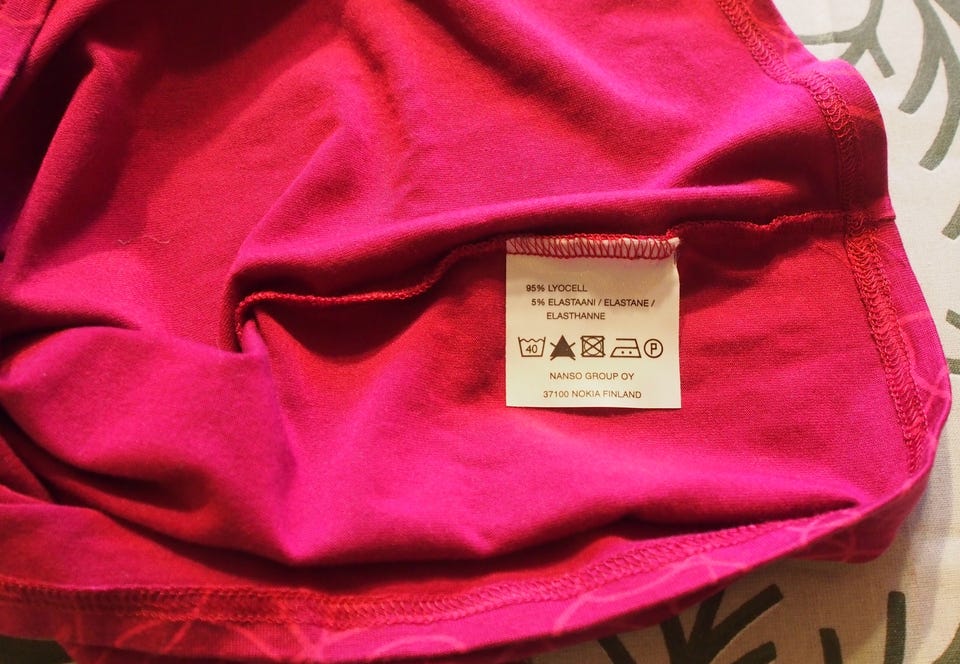 95% LYOCELL
5% ELASTAANI / ELASTANE /
ELASTHANNE
40 P
NANSO GROUP OY
37100 NOKIA FINLAND